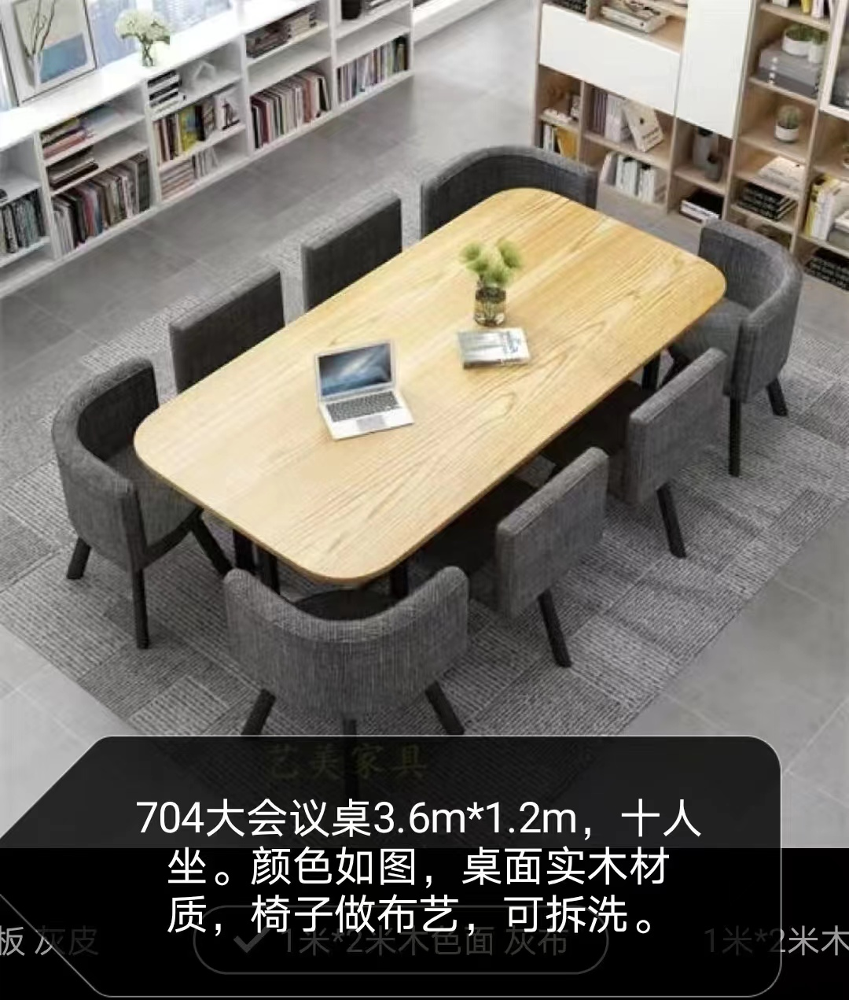 艺美家具
704大会议桌3.6m*1.2m，十人
坐。颜色如图，桌面实木材
质，椅子做布艺，可拆洗。
板 灰皮
1米*2米木色面 灰布
1米*2米木